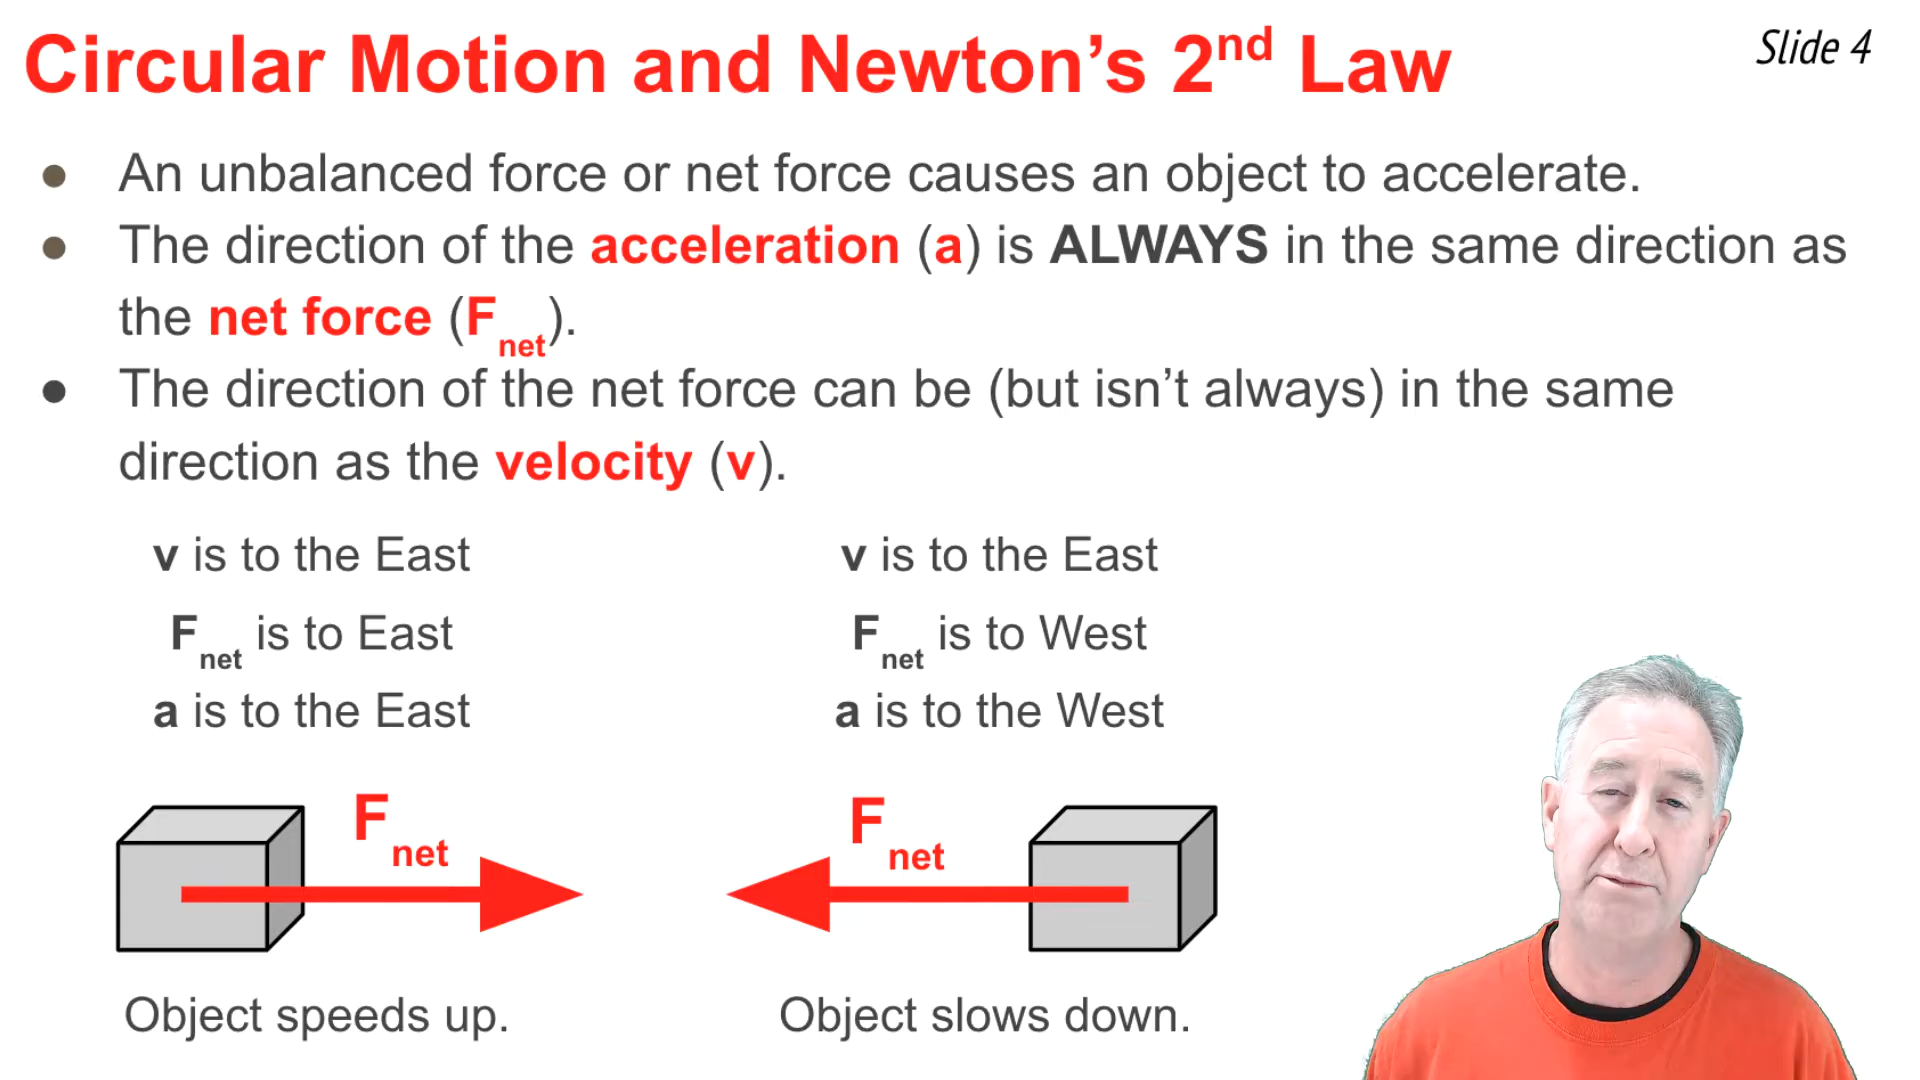 Circular Motion and Newton's 2nd Law
Slide 4
● An unbalanced force or net force causes an object to accelerate.
● The direction of the acceleration (a) is ALWAYS in the same direction as
the net force (Fnet).
● The direction of the net force can be (but isn't always) in the same
direction as the velocity (v).
v is to the East
Fnet is to East
a is to the East
Fnet
Object speeds up.
v is to the East
Fnet is to West
a is to the West
Fnet
Object slows down.